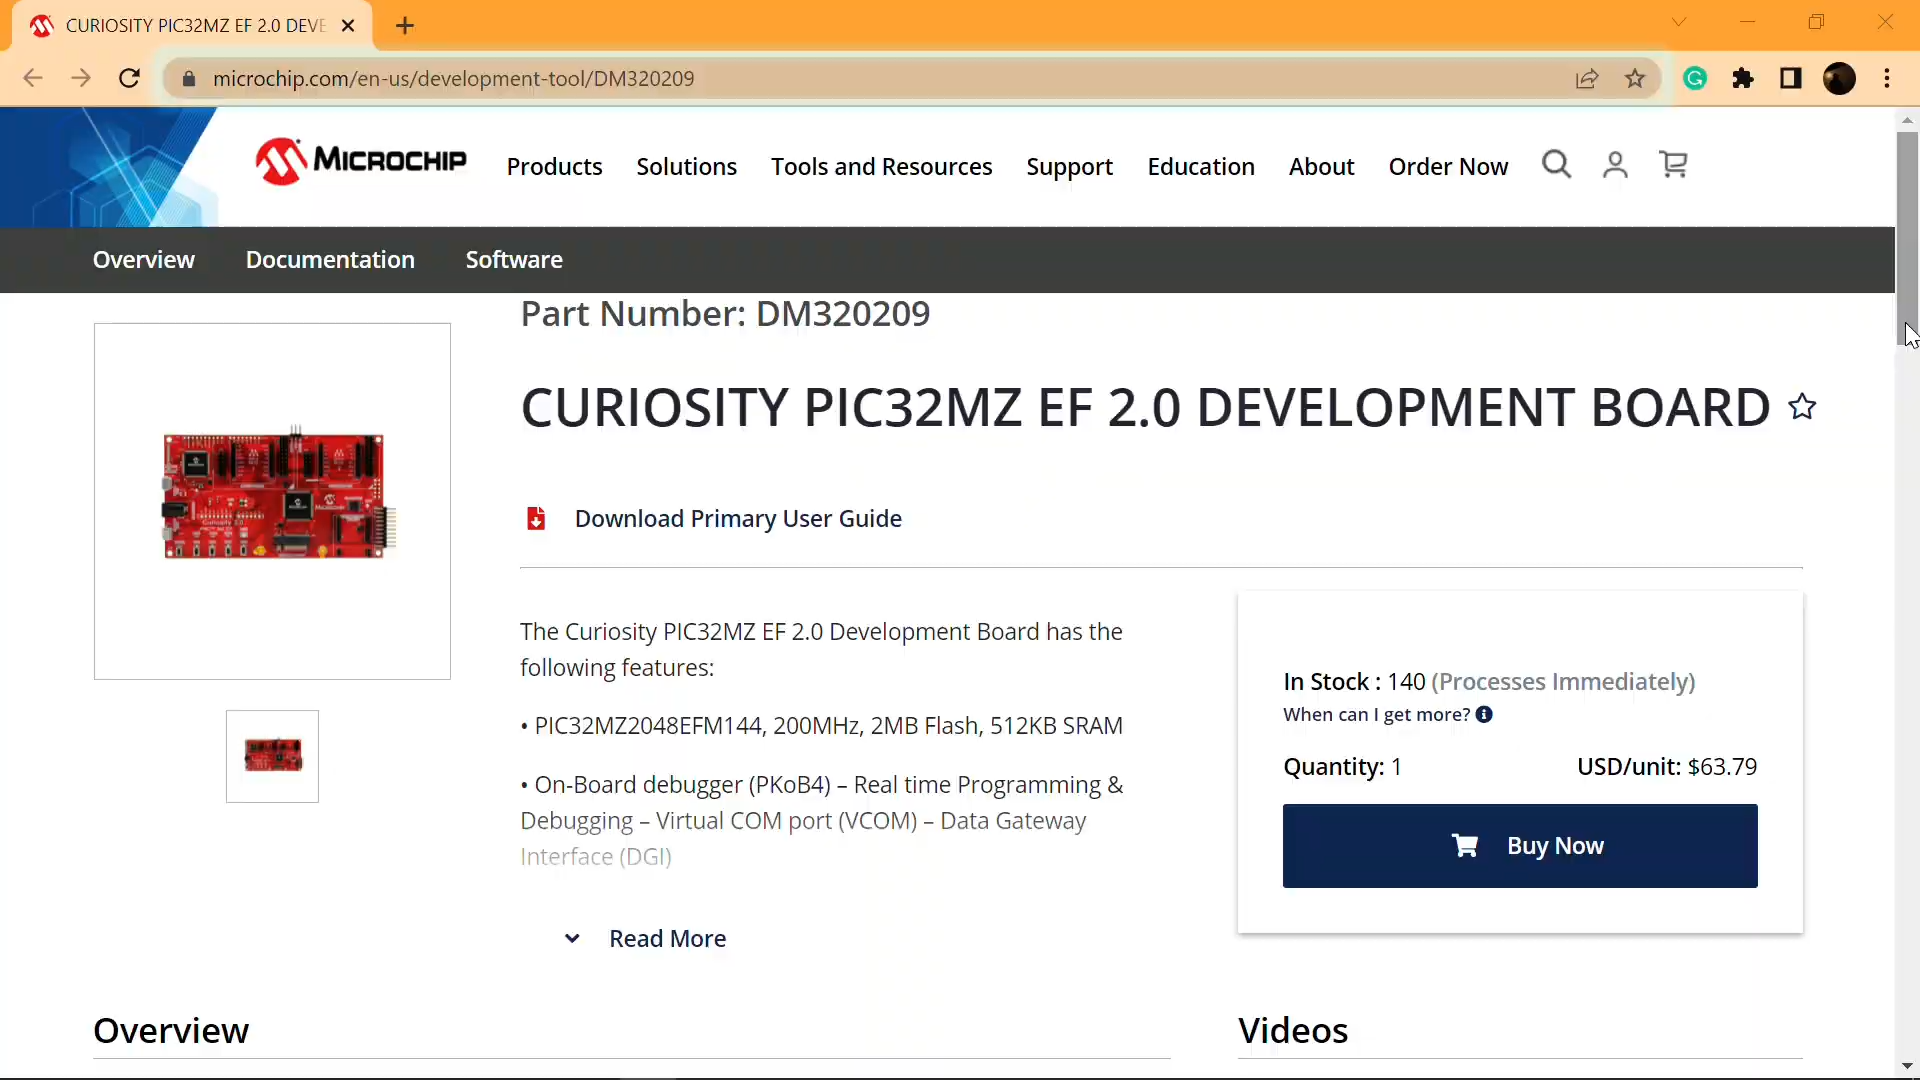 CURIOSITY PIC32MZ EF 2.0 DEVE
microchip.com/en-us/development-tool/DM320209
MICROCHIP
Products Solutions Tools and Resources Support Education About Order Now
Overview Documentation Software
Part Number: DM320209
CURIOSITY PIC32MZ EF 2.0 DEVELOPMENT BOARD
Download Primary User Guide
The Curiosity PIC32MZ EF 2.0 Development Board has the
following features:
• PIC32MZ2048EFM144, 200MHz, 2MB Flash, 512KB SRAM
• On-Board debugger (PKoB4) – Real time Programming &
Debugging – Virtual COM port (VCOM) – Data Gateway
Interface (DGI)
Read More
In Stock : 140 (Processes Immediately)
When can I get more?
Quantity: 1 USD/unit: $63.79
Buy Now
Overview
Videos